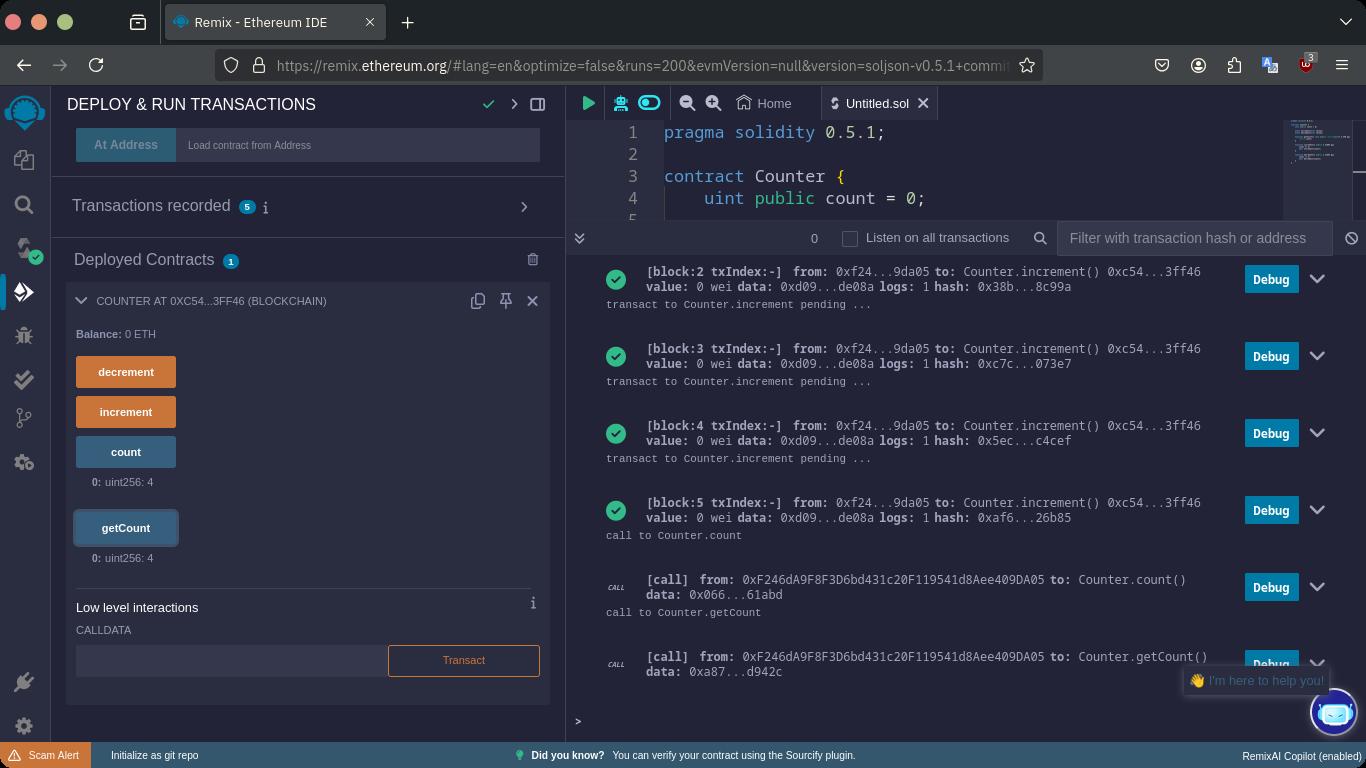 Remix - Ethereum IDE
https://remix.ethereum.org/#lang=en&optimize=false&runs=200&evmVersion=null&version=soljson-v0.5.1+commit
3
DEPLOY & RUN TRANSACTIONS
At Address
Load contract from Address
Transactions recorded 5 i
Deployed Contracts 1
COUNTER AT 0XC54...3FF46 (BLOCKCHAIN)
Balance: 0 ETH
decrement
increment
count
0: uint256: 4
getCount
0: uint256: 4
Low level interactions
i
CALLDATA
Transact
Home
Untitled.sol
1 pragma solidity 0.5.1;
2
3 contract Counter {
4 uint public count = 0;
5
0
Listen on all transactions
Filter with transaction hash or address
[block:2 txIndex:-] from: 0xf24...9da05 to: Counter.increment() 0xc54...3ff46
value: 0 wei data: 0xd09...de08a logs: 1 hash: 0x38b...8c99a
Debug
transact to Counter.increment pending ...
[block:3 txIndex:-] from: 0xf24...9da05 to: Counter.increment() 0xc54...3ff46
value: 0 wei data: 0xd09...de08a logs: 1 hash: 0xc7c...073e7
Debug
transact to Counter.increment pending ...
[block:4 txIndex:-] from: 0xf24...9da05 to: Counter.increment() 0xc54...3ff46
value: 0 wei data: 0xd09...de08a logs: 1 hash: 0x5ec...c4cef
Debug
transact to Counter.increment pending ...
[block:5 txIndex:-] from: 0xf24...9da05 to: Counter.increment() 0xc54...3ff46
value: 0 wei data: 0xd09...de08a logs: 1 hash: 0xaf6...26b85
Debug
call to Counter.count
CALL
[call] from: 0xF246dA9F8F3D6bd431c20F119541d8Aee409DA05 to: Counter.count()
data: 0x066...61abd
Debug
call to Counter.getCount
CALL
[call] from: 0xF246dA9F8F3D6bd431c20F119541d8Aee409DA05 to: Counter.getCount()
data: 0xa87...d942c
Debug
👋 I'm here to help you!
>
Scam Alert
Initialize as git repo
Did you know? You can verify your contract using the Sourcify plugin.
RemixAI Copilot (enabled)